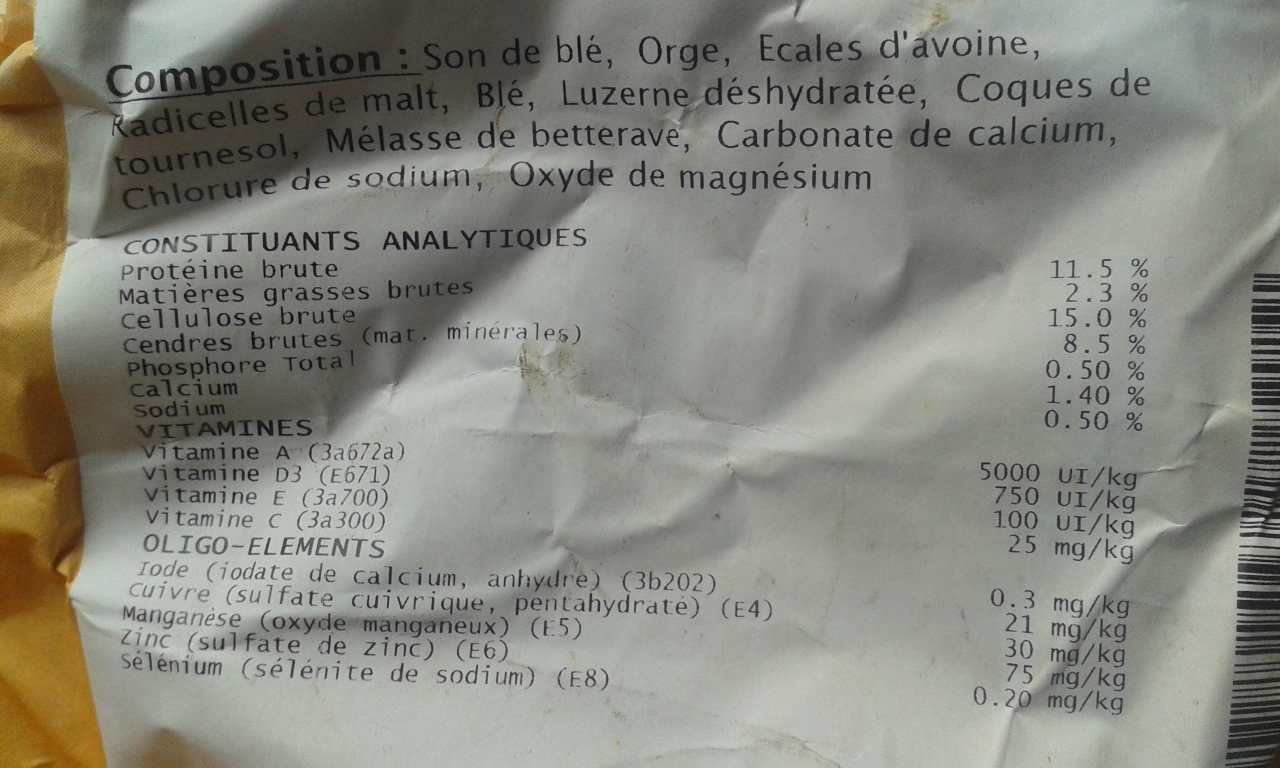 Composition : Son de blé, Orge, Ecales d'avoine,
Radicelles de malt, Blé, Luzerne déshydratée, Coques de
tournesol, Mélasse de betterave, Carbonate de calcium,
Chlorure de sodium, Oxyde de magnésium
CONSTITUANTS ANALYTIQUES
Protéine brute 11.5 %
Matières grasses brutes 2.3 %
Cellulose brute 15.0 %
Cendres brutes (mat. minérales) 8.5 %
Phosphore Total 0.50 %
Calcium 1.40 %
Sodium 0.50 %
VITAMINES
Vitamine A (3a672a) 5000 UI/kg
Vitamine D3 (E671) 750 UI/kg
Vitamine E (3a700) 100 UI/kg
Vitamine C (3a300) 25 mg/kg
OLIGO-ELEMENTS
Iode (iodate de calcium, anhydre) (3b202) 0.3 mg/kg
Cuivre (sulfate cuivrique, pentahydraté) (E4) 21 mg/kg
Manganèse (oxyde manganeux) (E5) 30 mg/kg
Zinc (sulfate de zinc) (E6) 75 mg/kg
Sélénium (sélénite de sodium) (E8) 0.20 mg/kg